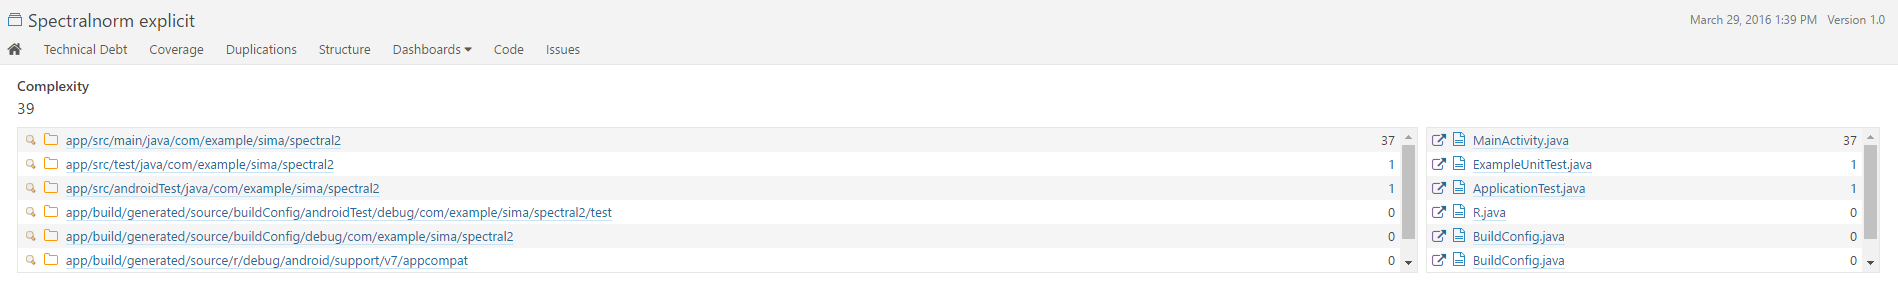 Spectralnorm explicit
March 29, 2016 1:39 PM Version 1.0
Technical Debt Coverage Duplications Structure Dashboards Code Issues
Complexity
39
app/src/main/java/com/example/sima/spectral2 37
app/src/test/java/com/example/sima/spectral2 1
app/src/androidTest/java/com/example/sima/spectral2 1
app/build/generated/source/buildConfig/androidTest/debug/com/example/sima/spectral2/test 0
app/build/generated/source/buildConfig/debug/com/example/sima/spectral2 0
app/build/generated/source/r/debug/android/support/v7/appcompat 0
MainActivity.java 37
ExampleUnitTest.java 1
ApplicationTest.java 1
R.java 0
BuildConfig.java 0
BuildConfig.java 0